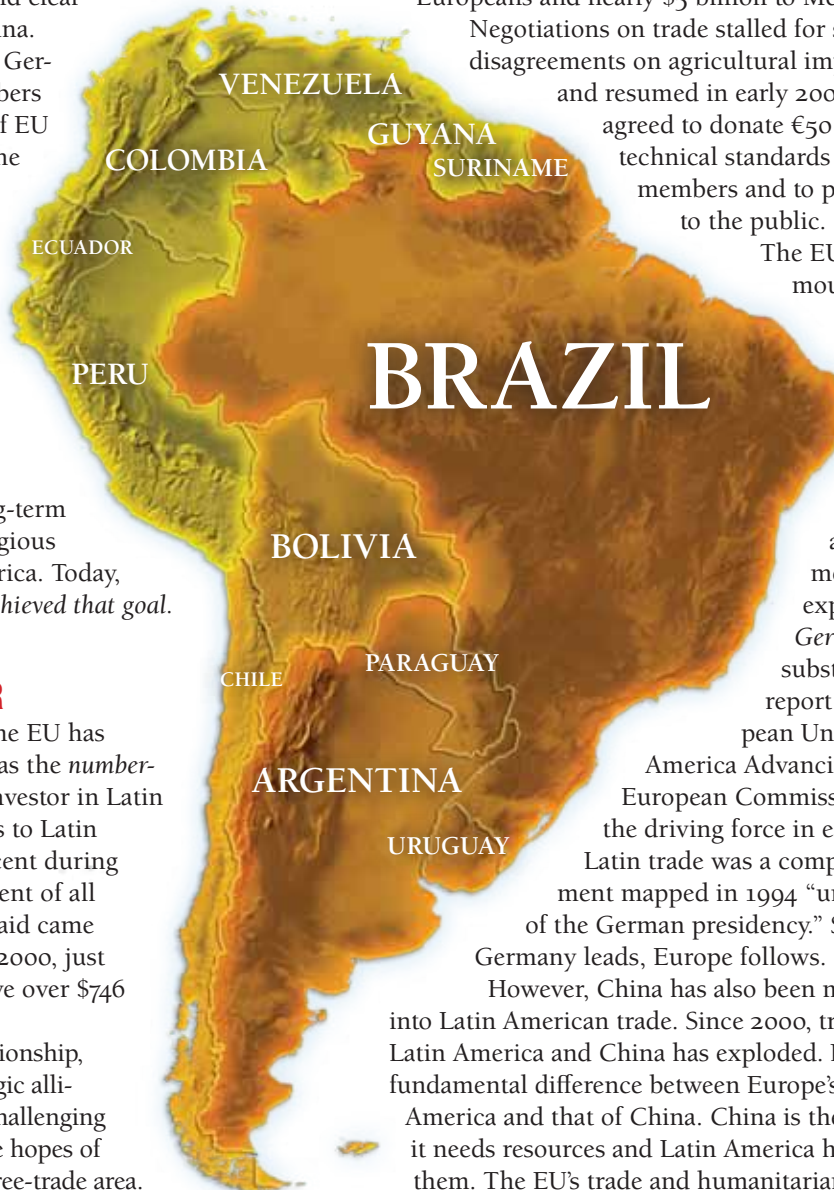 nd clear
na.
Ger-
bers
f EU
ne
g-term
gious
rica. Today,
hieved that goal.
R
he EU has
as the number-
nvestor in Latin
s to Latin
cent during
ent of all
aid came
2000, just
ve over $746
ionship,
gic alli-
hallenging
e hopes of
ree-trade area.
VENEZUELA
GUYANA
SURINAME
COLOMBIA
ECUADOR
PERU
BRAZIL
BOLIVIA
PARAGUAY
CHILE
ARGENTINA
URUGUAY
Europeans and nearly $3 billion to Me
Negotiations on trade stalled for
disagreements on agricultural im
and resumed in early 200
agreed to donate €50
technical standards
members and to p
to the public.
The EU
mou
a
me
exp
Ger
subst
report
pean Un
America Advanci
European Commiss
the driving force in e
Latin trade was a comp
ment mapped in 1994 “u
of the German presidency.” S
Germany leads, Europe follows.
However, China has also been m
into Latin American trade. Since 2000, tr
Latin America and China has exploded.
fundamental difference between Europe’s
America and that of China. China is the
it needs resources and Latin America h
them. The EU’s trade and humanitarian